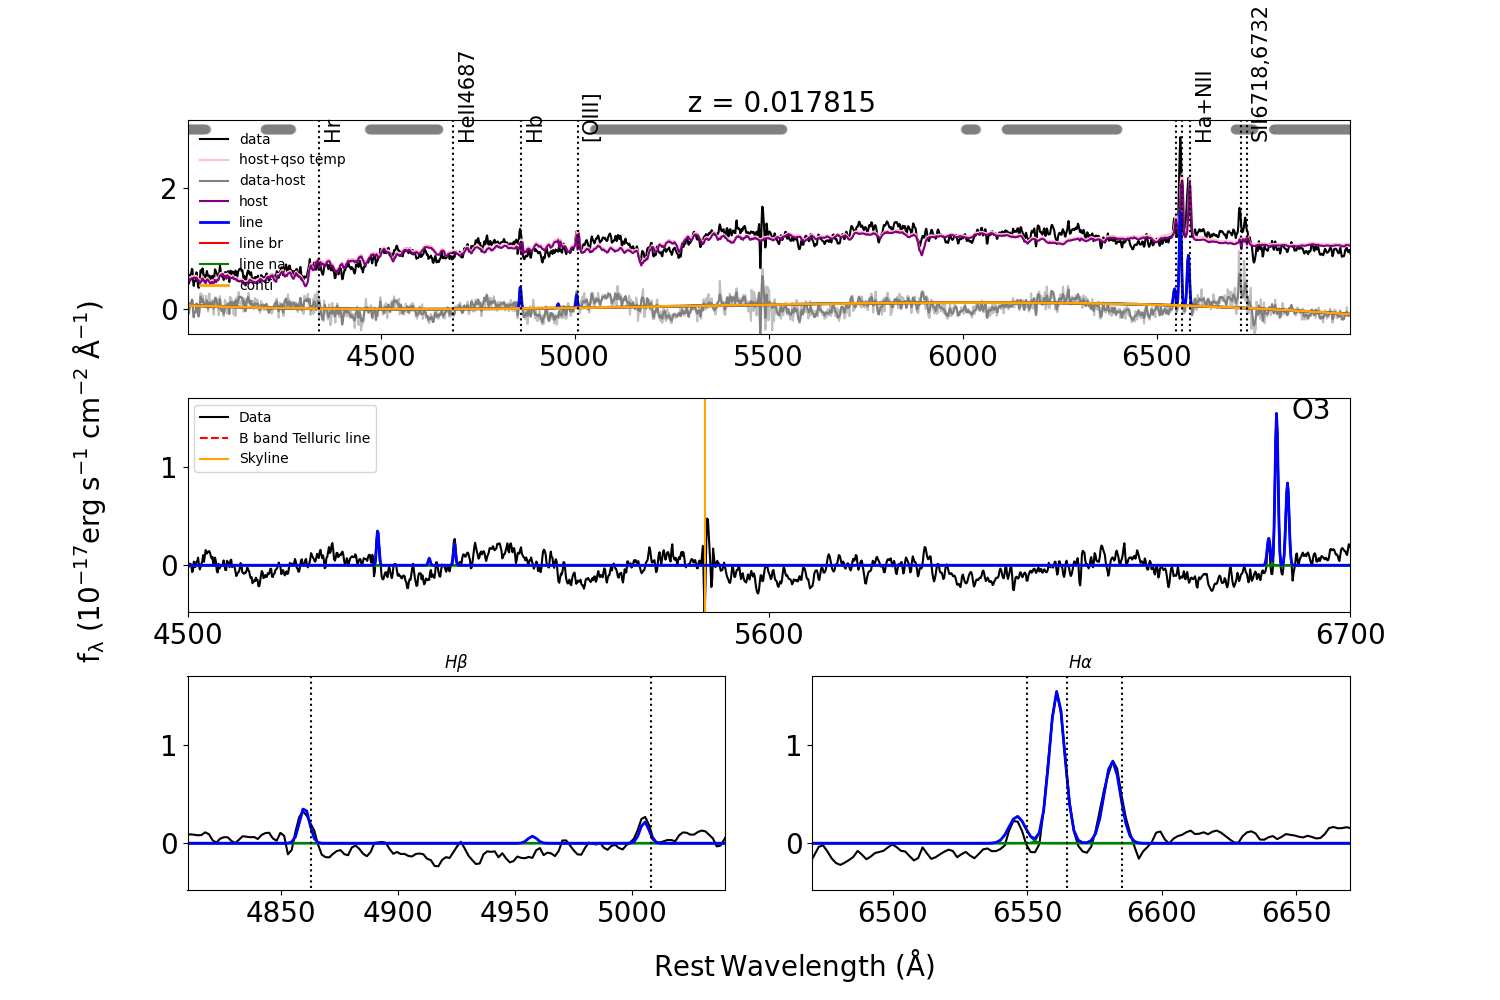 z = 0.017815
Hr
HeII4687
Hb
[OIII]
Ha+NII
SII6718,6732
data
host+qso temp
data-host
host
line
line br
line na
conti
2
0
4500
5000
5500
6000
6500
Data
B band Telluric line
Skyline
O3
1
0
4500
5600
6700
fλ (10−17erg s−1 cm−2 Å−1)
Hβ
1
0
4850
4900
4950
5000
Hα
1
0
6500
6550
6600
6650
Rest Wavelength (Å)